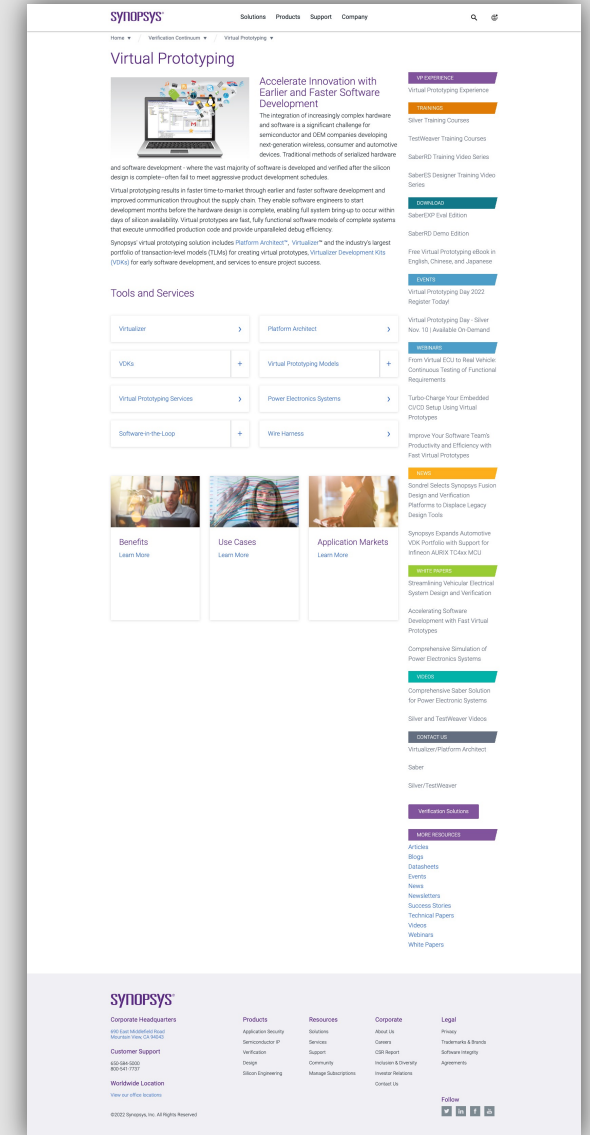 SYNOPSYS®
Solutions Products Support Company
Home / Verification Continuum / Virtual Prototyping
Virtual Prototyping
Accelerate Innovation with
Earlier and Faster Software
Development
The integration of increasingly complex hardware
and software is a significant challenge for
semiconductor and OEM companies developing
next-generation wireless, consumer and automotive
devices. Traditional methods of serialized hardware
and software development - where the vast majority of software is developed and verified after the silicon
design is complete–often fail to meet aggressive product development schedules.
Virtual prototyping results in faster time-to-market through earlier and faster software development and
improved communication throughout the supply chain. They enable software engineers to start
development months before the hardware design is complete, enabling full system bring-up to occur within
days of silicon availability. Virtual prototypes are fast, fully functional software models of complete systems
that execute unmodified production code and provide unparalleled debug efficiency.
Synopsys' virtual prototyping solution includes Platform Architect™, Virtualizer™ and the industry's largest
portfolio of transaction-level models (TLMs) for creating virtual prototypes, Virtualizer Development Kits
(VDKs) for early software development, and services to ensure project success.
Tools and Services
Virtualizer
Platform Architect
VDKs +
Virtual Prototyping Models +
Virtual Prototyping Services
Power Electronics Systems
Software-in-the-Loop +
Wire Harness
Benefits
Learn More
Use Cases
Learn More
Application Markets
Learn More
VP EXPERIENCE
Virtual Prototyping Experience
TRAININGS
Silver Training Courses
TestWeaver Training Courses
SaberRD Training Video Series
SaberES Designer Training Video
Series
DOWNLOAD
SaberEXP Eval Edition
SaberRD Demo Edition
Free Virtual Prototyping eBook in
English, Chinese, and Japanese
EVENTS
Virtual Prototyping Day 2022
Register Today!
Virtual Prototyping Day - Silver
Nov. 10 | Available On-Demand
WEBINARS
From Virtual ECU to Real Vehicle:
Continuous Testing of Functional
Requirements
Turbo-Charge Your Embedded
CI/CD Setup Using Virtual
Prototypes
Improve Your Software Team's
Productivity and Efficiency with
Fast Virtual Prototypes
NEWS
Sondrel Selects Synopsys Fusion
Design and Verification
Platforms to Displace Legacy
Design Tools
Synopsys Expands Automotive
VDK Portfolio with Support for
Infineon AURIX TC4xx MCU
WHITE PAPERS
Streamlining Vehicular Electrical
System Design and Verification
Accelerating Software
Development with Fast Virtual
Prototypes
Comprehensive Simulation of
Power Electronics Systems
VIDEOS
Comprehensive Saber Solution
for Power Electronic Systems
Silver and TestWeaver Videos
CONTACT US
Virtualizer/Platform Architect
Saber
Silver/TestWeaver
Verification Solutions
MORE RESOURCES
Articles
Blogs
Datasheets
Events
News
Newsletters
Success Stories
Technical Papers
Videos
Webinars
White Papers
SYNOPSYS®
Corporate Headquarters
690 East Middlefield Road
Mountain View, CA 94043
Customer Support
650-584-5000
800-541-7737
Worldwide Location
View our office locations
©2022 Synopsys, Inc. All Rights Reserved
Products
Application Security
Semiconductor IP
Verification
Design
Silicon Engineering
Resources
Solutions
Services
Support
Community
Manage Subscriptions
Corporate
About Us
Careers
CSR Report
Inclusion & Diversity
Investor Relations
Contact Us
Legal
Privacy
Trademarks & Brands
Software Integrity
Agreements
Follow